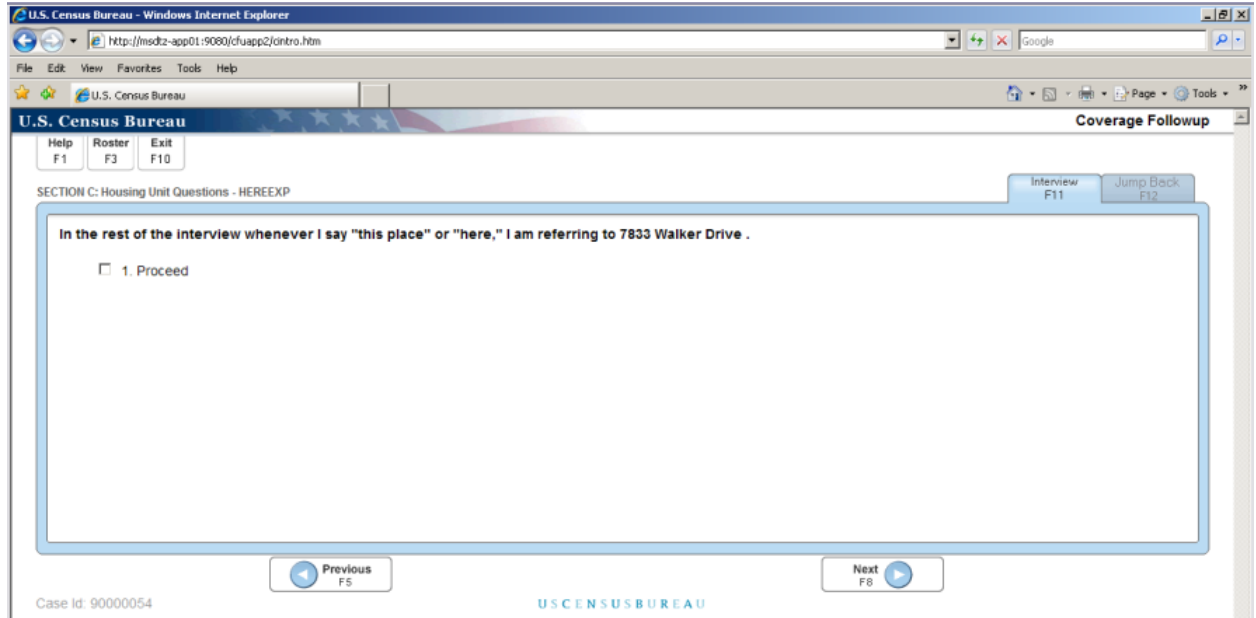 U.S. Census Bureau - Windows Internet Explorer
http://msdtz-app01:9080/cfuapp2/cintro.htm
Google
File Edit View Favorites Tools Help
U.S. Census Bureau
Page Tools »
U.S. Census Bureau
Coverage Followup
Help Roster Exit
F1 F3 F10
SECTION C: Housing Unit Questions - HEREEXP
Interview Jump Back
F11 F12
In the rest of the interview whenever I say "this place" or "here," I am referring to 7833 Walker Drive .
1. Proceed
Previous
F5
Next
F8
Case Id: 90000054
USCENSUSBUREAU